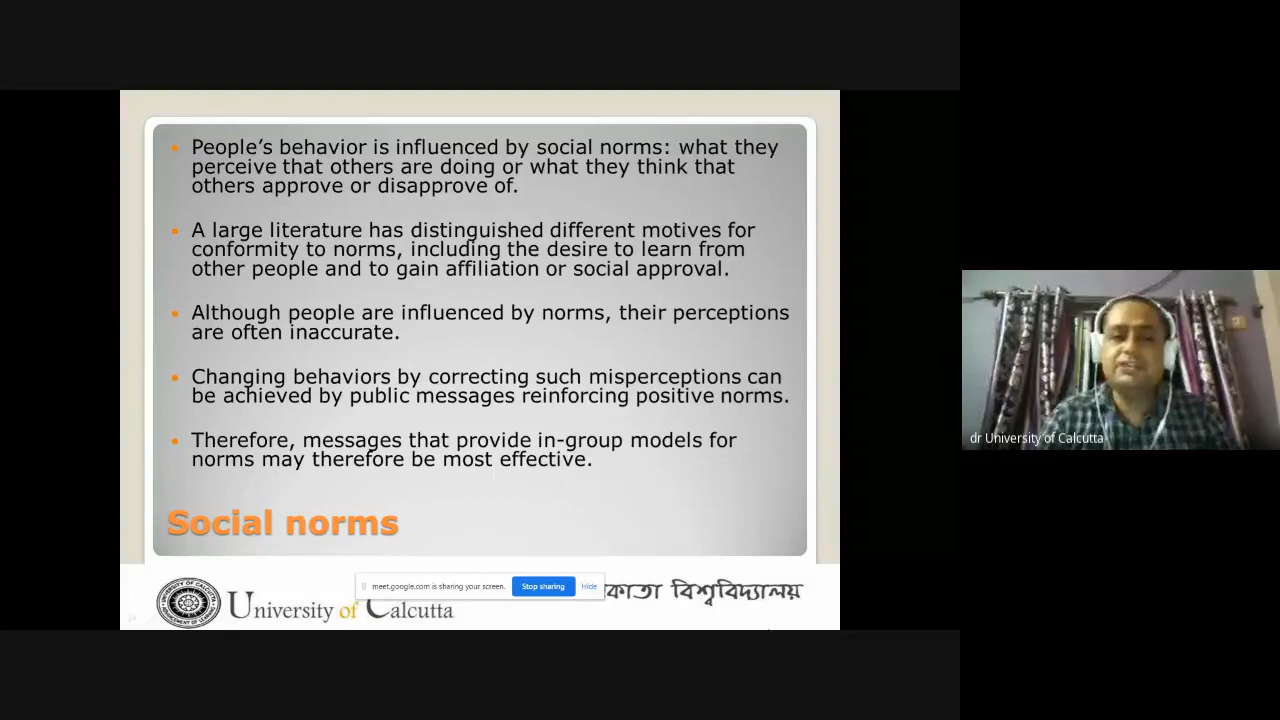 People's behavior is influenced by social norms: what they
perceive that others are doing or what they think that
others approve or disapprove of.
A large literature has distinguished different motives for
conformity to norms, including the desire to learn from
other people and to gain affiliation or social approval.
Although people are influenced by norms, their perceptions
are often inaccurate.
Changing behaviors by correcting such misperceptions can
be achieved by public messages reinforcing positive norms.
Therefore, messages that provide in-group models for
norms may therefore be most effective.
Social norms
meet.google.com is sharing your screen. Stop sharing Hide
University of Calcutta
বিশ্ববিদ্যালয়
dr University of Calcutta